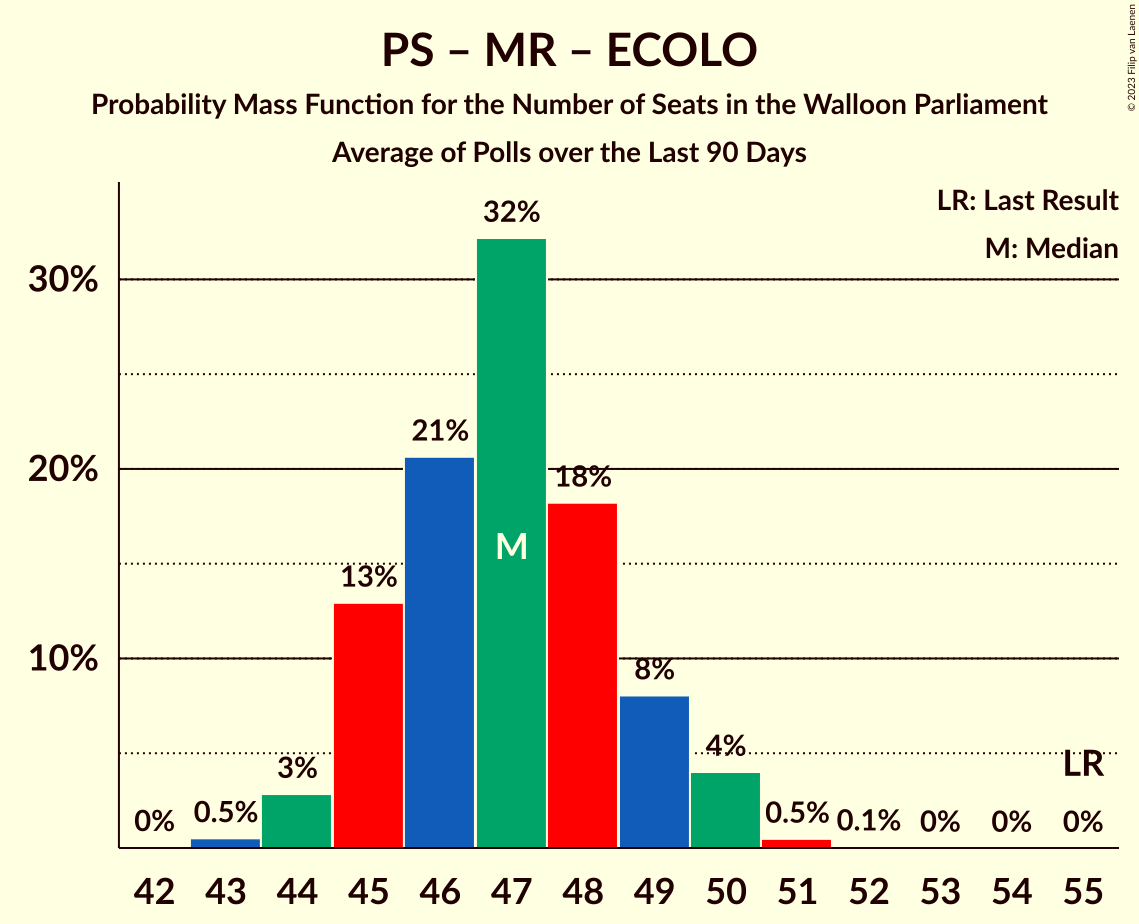 PS – MR – ECOLO
Probability Mass Function for the Number of Seats in the Walloon Parliament
Average of Polls over the Last 90 Days
© 2023 Filip van Laenen
LR: Last Result
M: Median
32%
30%
21%
20%
18%
M
13%
10%
8%
4%
LR
3%
0% 0.5% 0.5% 0.1% 0% 0% 0%
42 43 44 45 46 47 48 49 50 51 52 53 54 55